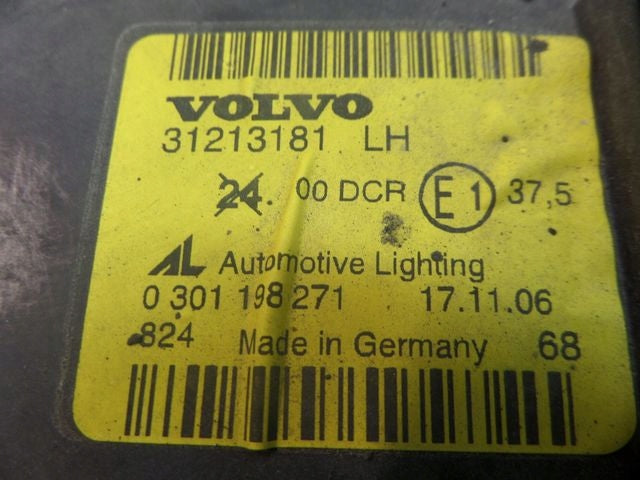 VOLVO
31213181 LH
24. 00 DCR E1 37,5
AL Automotive Lighting
0 301 198 271 17.11.06
824 Made in Germany 68